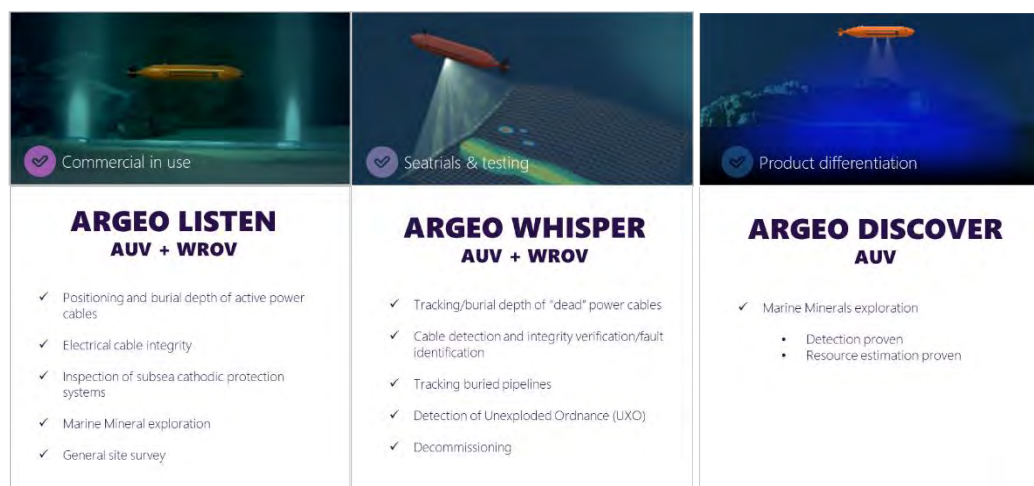 Commercial in use
ARGEO LISTEN
AUV + WROV
✓ Positioning and burial depth of active power
cables
✓ Electrical cable integrity
✓ Inspection of subsea cathodic protection
systems
✓ Marine Mineral exploration
✓ General site survey
Seatrials & testing
ARGEO WHISPER
AUV + WROV
✓ Tracking/burial depth of "dead" power cables
✓ Cable detection and integrity verification/fault
identification
✓ Tracking buried pipelines
✓ Detection of Unexploded Ordnance (UXO)
✓ Decommissioning
Product differentiation
ARGEO DISCOVER
AUV
✓ Marine Minerals exploration
• Detection proven
• Resource estimation proven